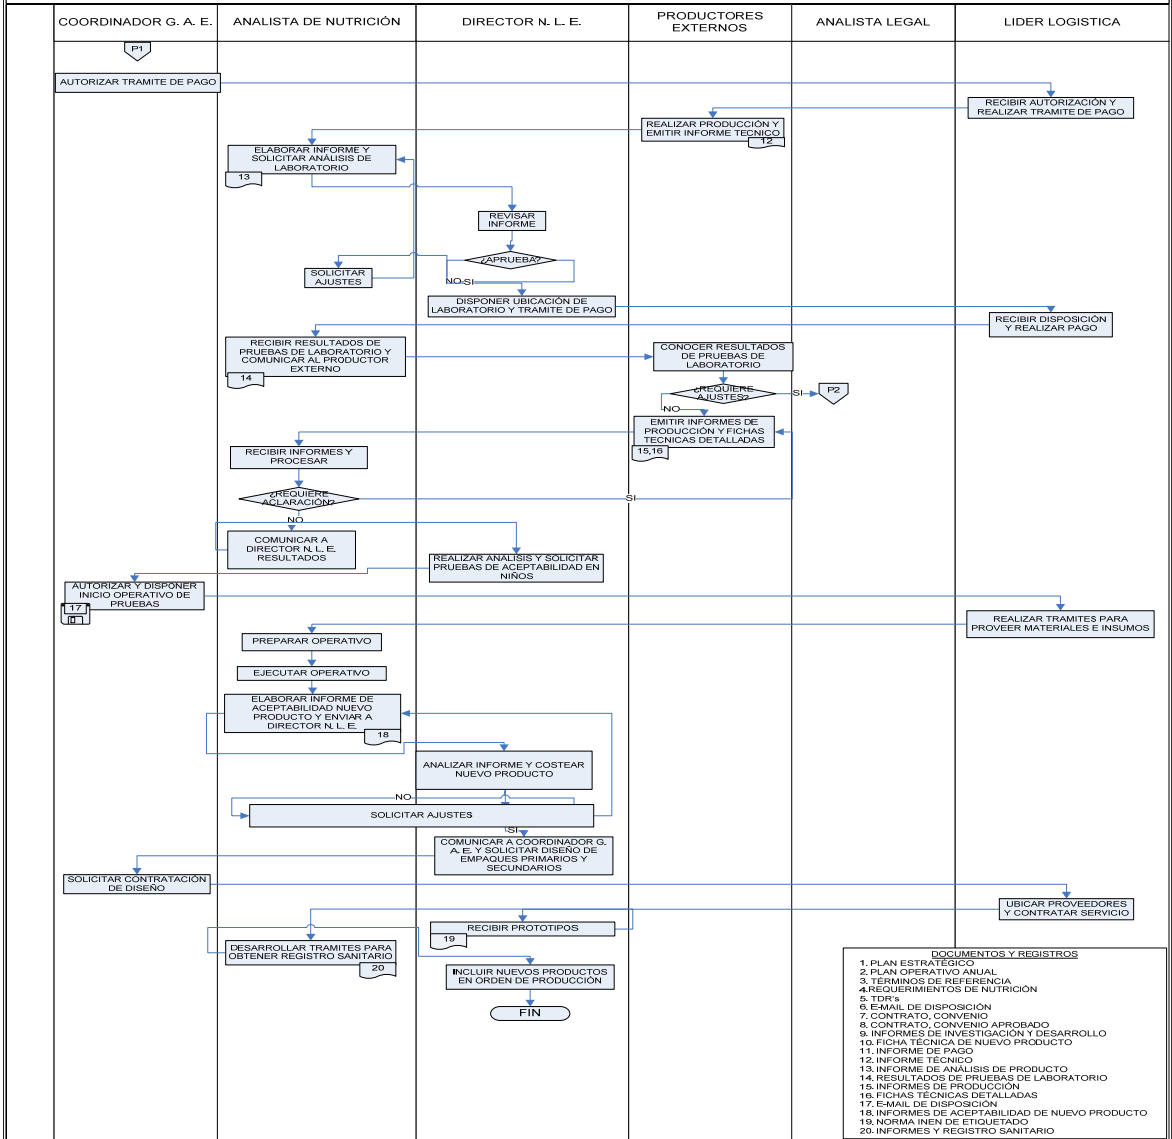 COORDINADOR G. A. E.
ANALISTA DE NUTRICIÓN
DIRECTOR N. L. E.
PRODUCTORES
EXTERNOS
ANALISTA LEGAL
LIDER LOGISTICA
P1
AUTORIZAR TRAMITE DE PAGO
RECIBIR AUTORIZACIÓN Y
REALIZAR TRAMITE DE PAGO
REALIZAR PRODUCCIÓN Y
EMITIR INFORME TECNICO
12
ELABORAR INFORME Y
SOLICITAR ANÁLISIS DE
LABORATORIO
13
REVISAR
INFORME
¿APRUEBA?
SOLICITAR
AJUSTES
NO
SI
DISPONER UBICACIÓN DE
LABORATORIO Y TRAMITE DE PAGO
RECIBIR DISPOSICIÓN
Y REALIZAR PAGO
RECIBIR RESULTADOS DE
PRUEBAS DE LABORATORIO Y
COMUNICAR AL PRODUCTOR
EXTERNO
14
CONOCER RESULTADOS
DE PRUEBAS DE
LABORATORIO
¿REQUIERE
AJUSTES?
SI
P2
NO
EMITIR INFORMES DE
PRODUCCIÓN Y FICHAS
TECNICAS DETALLADAS
15,16
RECIBIR INFORMES Y
PROCESAR
¿REQUIERE
ACLARACIÓN?
SI
NO
COMUNICAR A
DIRECTOR N. L. E.
RESULTADOS
REALIZAR ANALISIS Y SOLICITAR
PRUEBAS DE ACEPTABILIDAD EN
NIÑOS
AUTORIZAR Y DISPONER
INICIO OPERATIVO DE
PRUEBAS
17
REALIZAR TRAMITES PARA
PROVEER MATERIALES E INSUMOS
PREPARAR OPERATIVO
EJECUTAR OPERATIVO
ELABORAR INFORME DE
ACEPTABILIDAD NUEVO
PRODUCTO Y ENVIAR A
DIRECTOR N. L. E.
18
ANALIZAR INFORME Y COSTEAR
NUEVO PRODUCTO
NO
SOLICITAR AJUSTES
SI
COMUNICAR A COORDINADOR G.
A. E. Y SOLICITAR DISEÑO DE
EMPAQUES PRIMARIOS Y
SECUNDARIOS
SOLICITAR CONTRATACIÓN
DE DISEÑO
UBICAR PROVEEDORES
Y CONTRATAR SERVICIO
RECIBIR PROTOTIPOS
19
DESARROLLAR TRAMITES PARA
OBTENER REGISTRO SANITARIO
20
INCLUIR NUEVOS PRODUCTOS
EN ORDEN DE PRODUCCIÓN
FIN
DOCUMENTOS Y REGISTROS
1. PLAN ESTRATÉGICO
2. PLAN OPERATIVO ANUAL
3. TÉRMINOS DE REFERENCIA
4.REQUERIMIENTOS DE NUTRICIÓN
5. TDR's
6. E-MAIL DE DISPOSICIÓN
7. CONTRATO, CONVENIO
8. CONTRATO, CONVENIO APROBADO
9. INFORMES DE INVESTIGACIÓN Y DESARROLLO
10. FICHA TÉCNICA DE NUEVO PRODUCTO
11. INFORME DE PAGO
12. INFORME TÉCNICO
13. INFORME DE ANÁLISIS DE PRODUCTO
14. RESULTADOS DE PRUEBAS DE LABORATORIO
15. INFORMES DE PRODUCCIÓN
16. FICHAS TÉCNICAS DETALLADAS
17. E-MAIL DE DISPOSICIÓN
18. INFORMES DE ACEPTABILIDAD DE NUEVO PRODUCTO
19. NORMA INEN DE ETIQUETADO
20. INFORMES Y REGISTRO SANITARIO